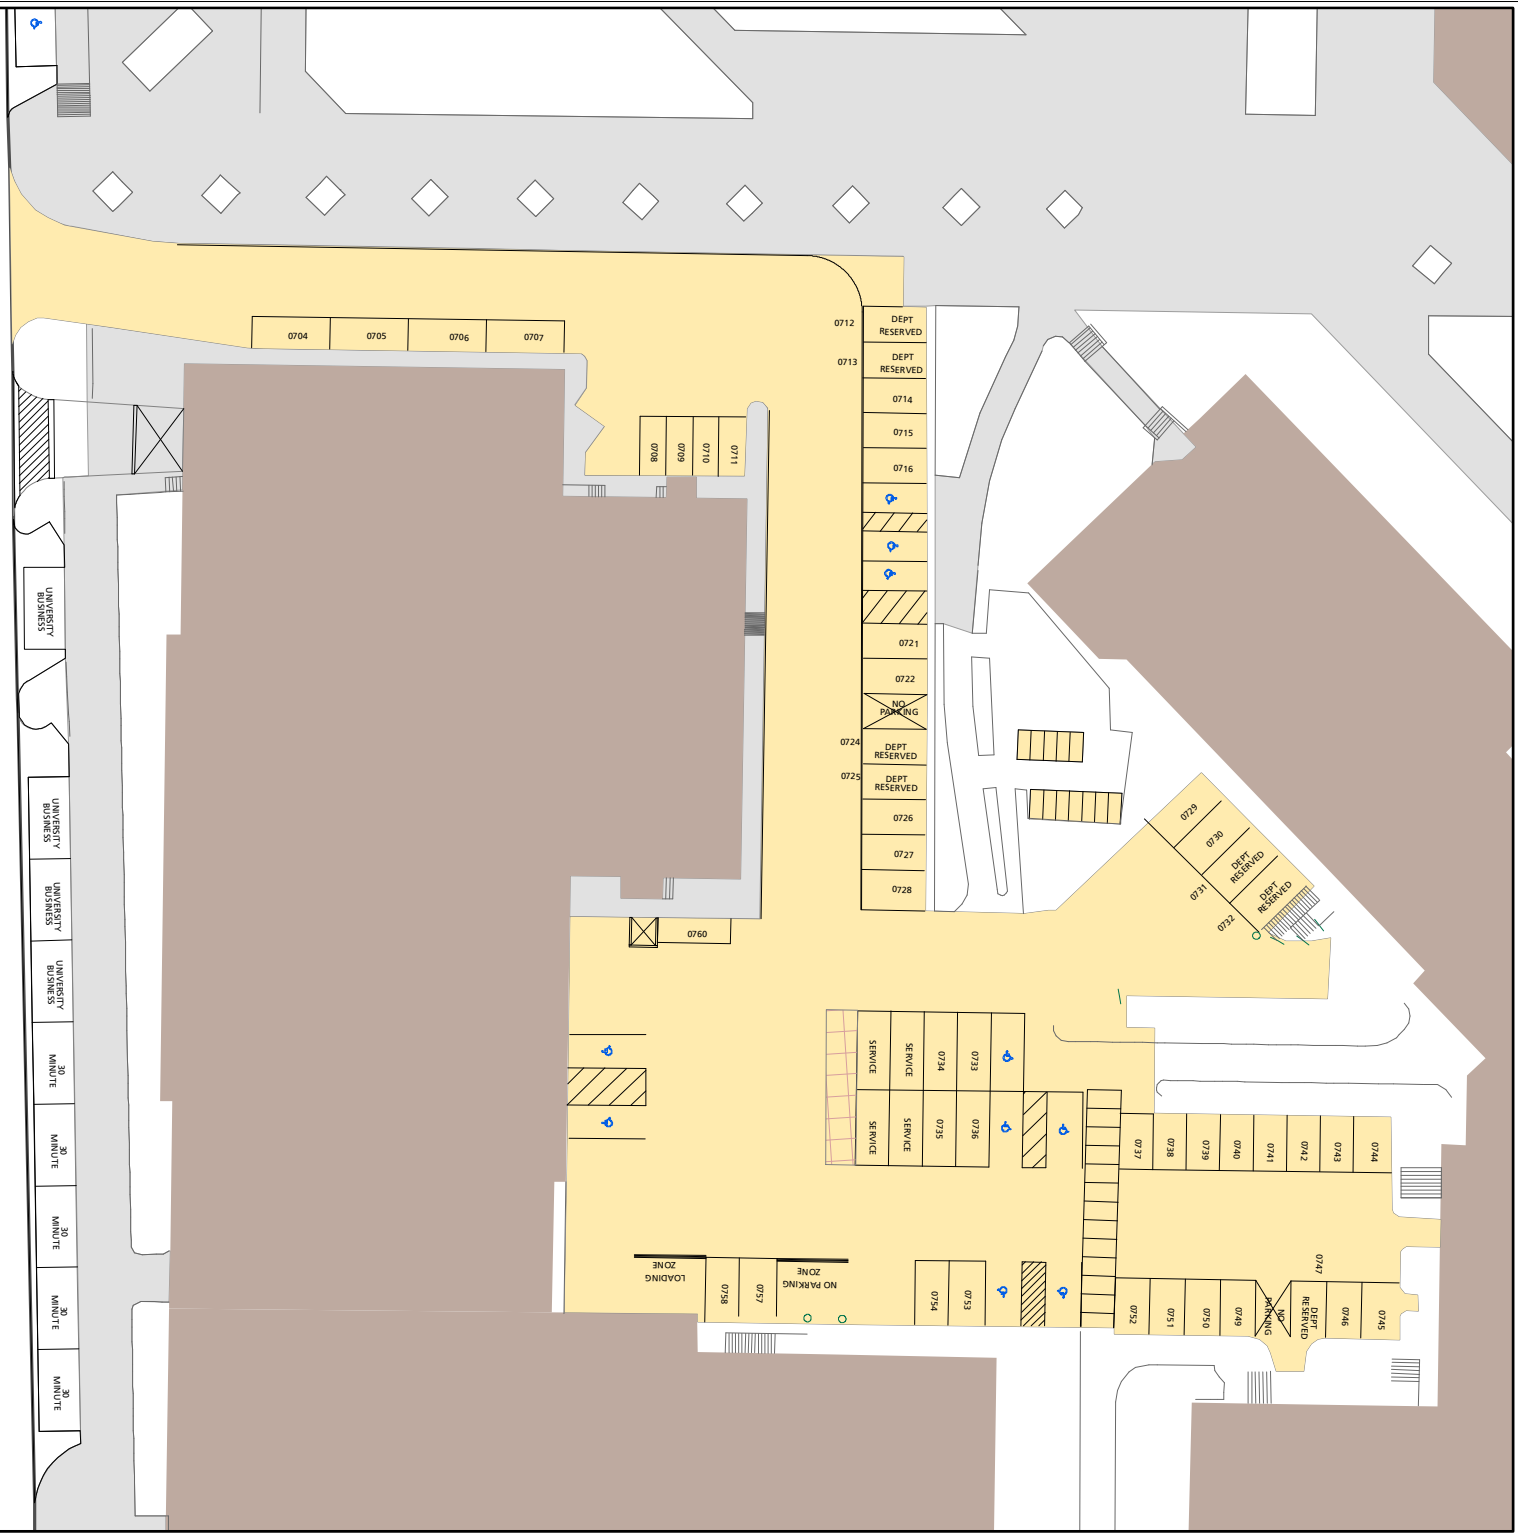 0704
0705
0706
0707
0712
DEPT
RESERVED
0713
DEPT
RESERVED
0714
0715
0716
0708
0709
0710
0711
0721
0722
NO
PARKING
0724
DEPT
RESERVED
0725
DEPT
RESERVED
0726
0727
0728
0729
0730
DEPT
RESERVED
0731
DEPT
RESERVED
0732
0760
UNIVERSITY
BUSINESS
UNIVERSITY
BUSINESS
UNIVERSITY
BUSINESS
UNIVERSITY
BUSINESS
30
MINUTE
30
MINUTE
30
MINUTE
30
MINUTE
30
MINUTE
SERVICE
SERVICE
0734
0733
SERVICE
SERVICE
0735
0736
0737
0738
0739
0740
0741
0742
0743
0744
LOADING
ZONE
0758
0757
NO PARKING
ZONE
0754
0753
0747
0752
0751
0750
0749
NO
PARKING
DEPT
RESERVED
0746
0745